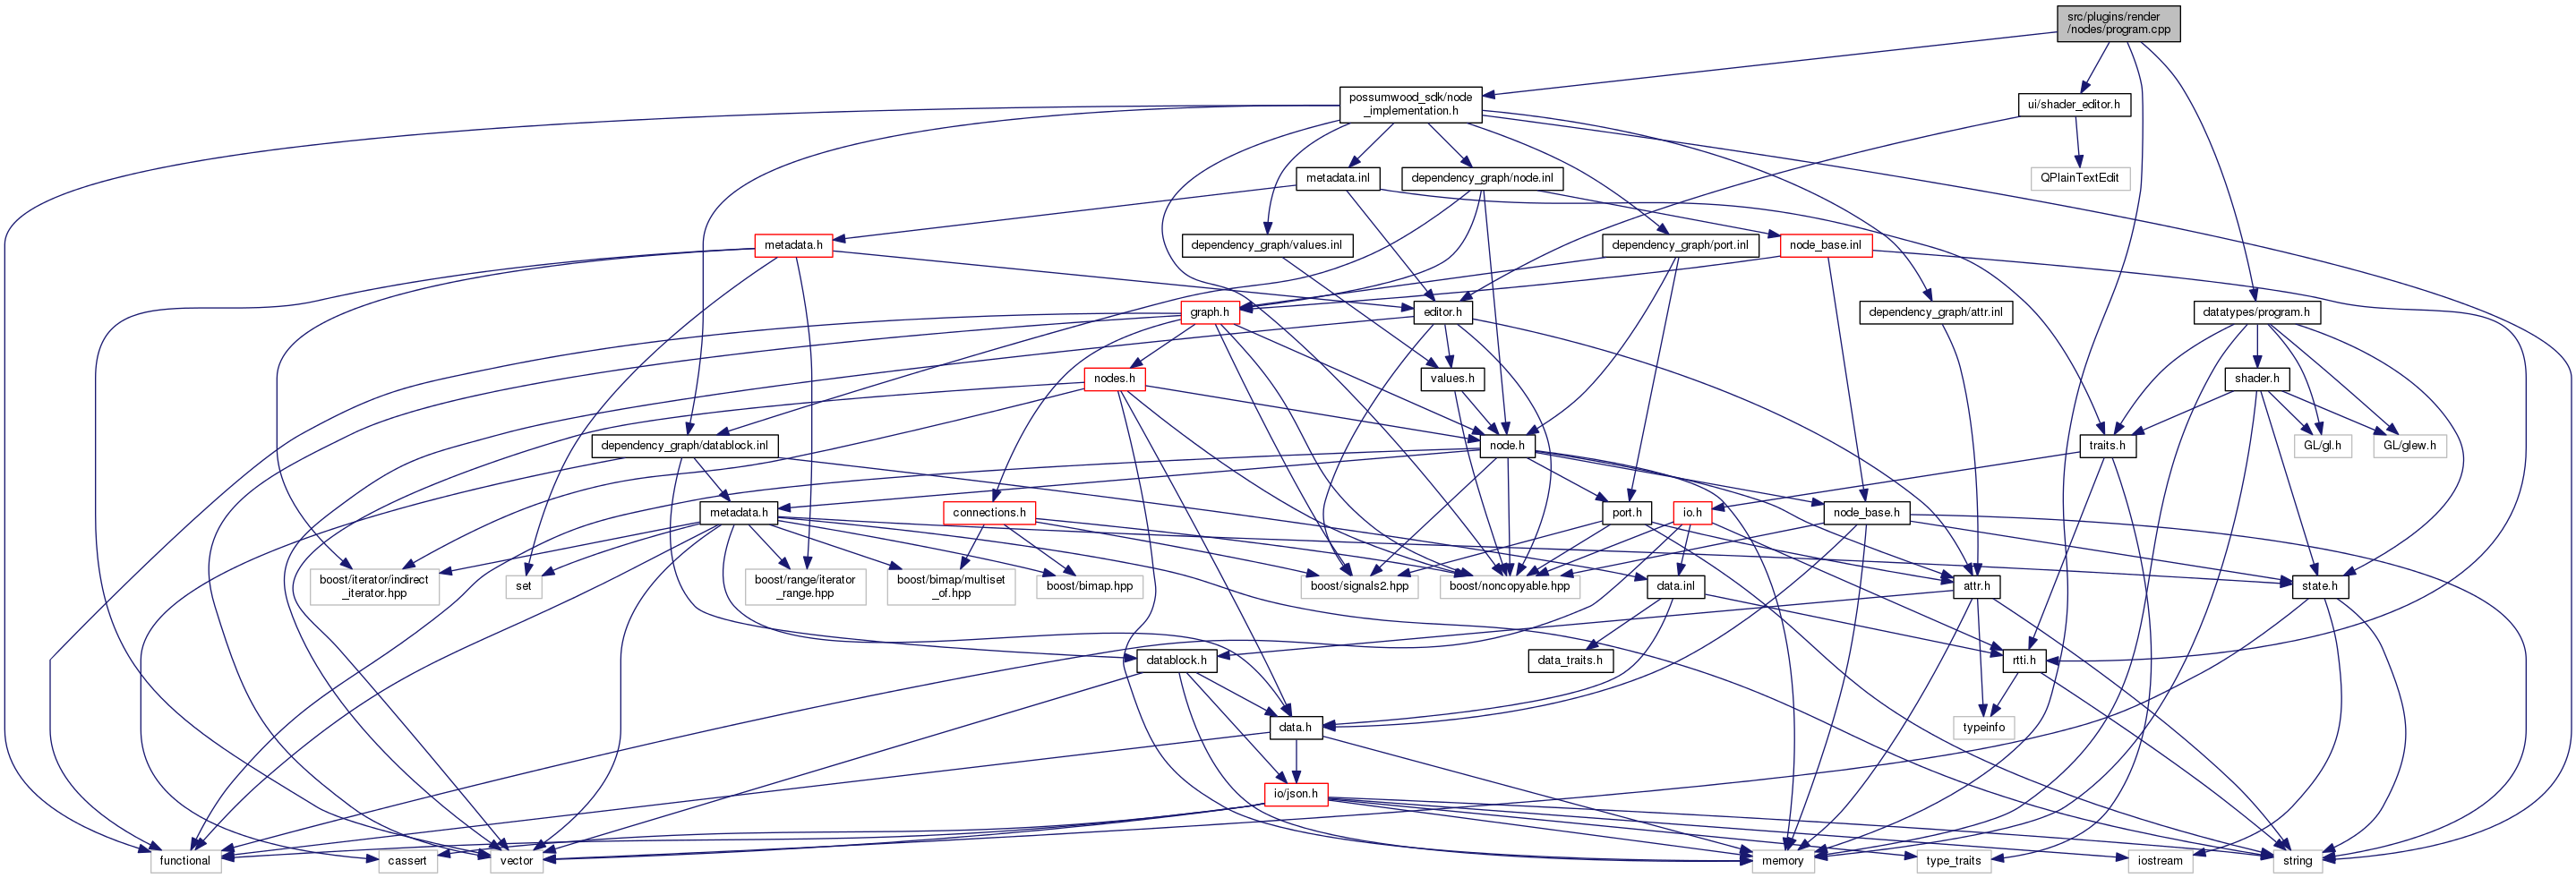 src/plugins/render
/nodes/program.cpp
possumwood_sdk/node
_implementation.h
ui/shader_editor.h
metadata.inl
dependency_graph/node.inl
QPlainTextEdit
metadata.h
dependency_graph/values.inl
dependency_graph/port.inl
node_base.inl
graph.h
editor.h
dependency_graph/attr.inl
datatypes/program.h
nodes.h
values.h
shader.h
dependency_graph/datablock.inl
node.h
traits.h
GL/gl.h
GL/glew.h
metadata.h
connections.h
port.h
io.h
node_base.h
boost/iterator/indirect
_iterator.hpp
set
boost/range/iterator
_range.hpp
boost/bimap/multiset
_of.hpp
boost/bimap.hpp
boost/signals2.hpp
boost/noncopyable.hpp
data.inl
attr.h
state.h
datablock.h
data_traits.h
rtti.h
data.h
typeinfo
io/json.h
functional
cassert
vector
memory
type_traits
iostream
string